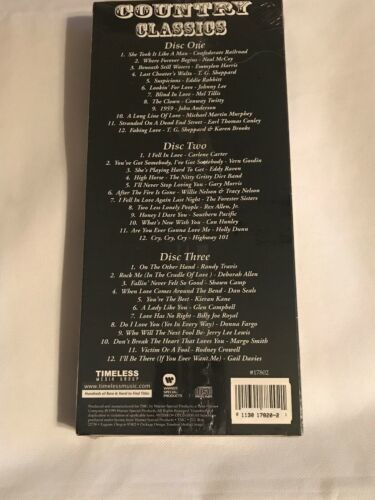 COUNTRY
CLASSICS
Disc One
1. She Took It Like A Man - Confederate Railroad
2. Where Forever Begins - Neal McCoy
3. Beneath Still Waters - Emmylou Harris
4. Last Cheater's Waltz - T. G. Sheppard
5. Suspicions - Eddie Rabbitt
6. Lookin' For Love - Johnny Lee
7. Blind In Love - Mel Tillis
8. The Clown - Conway Twitty
9. 1959 - John Anderson
10. A Long Line Of Love - Michael Martin Murphey
11. Stranded On A Dead End Street - Earl Thomas Conley
12. Faking Love - T. G. Sheppard & Karen Brooks
Disc Two
1. I Fell In Love - Carlene Carter
2. You've Got Somebody, I've Got Somebody - Vern Gosdin
3. She's Playing Hard To Get - Eddy Raven
4. High Horse - The Nitty Gritty Dirt Band
5. I'll Never Stop Loving You - Gary Morris
6. After The Fire Is Gone - Willie Nelson & Tracy Nelson
7. I Fell In Love Again Last Night - The Forester Sisters
8. Two Less Lonely People - Rex Allen, Jr.
9. Honey I Dare You - Southern Pacific
10. What's New With You - Con Hunley
11. Are You Ever Gonna Love Me - Holly Dunn
12. Cry, Cry, Cry - Highway 101
Disc Three
1. On The Other Hand - Randy Travis
2. Rock Me (In The Cradle Of Love) - Deborah Allen
3. Fallin' Never Felt So Good - Shawn Camp
4. When Love Comes Around The Bend - Dan Seals
5. You're The Best - Kieran Kane
6. A Lady Like You - Glen Campbell
7. Love Has No Right - Billy Joe Royal
8. Do I Love You (Yes In Every Way) - Donna Fargo
9. Who Will The Next Fool Be - Jerry Lee Lewis
10. Don't Break The Heart That Loves You - Margo Smith
11. Victim Or A Fool - Rodney Crowell
12. I'll Be There (If You Ever Want Me) - Gail Davies
TIMELESS
MEDIA GROUP
www.timelessmusic.com
Hundreds of Rare & Hard to Find Titles
WARNER
SPECIAL
PRODUCTS
#17802
0 1130 17820-2